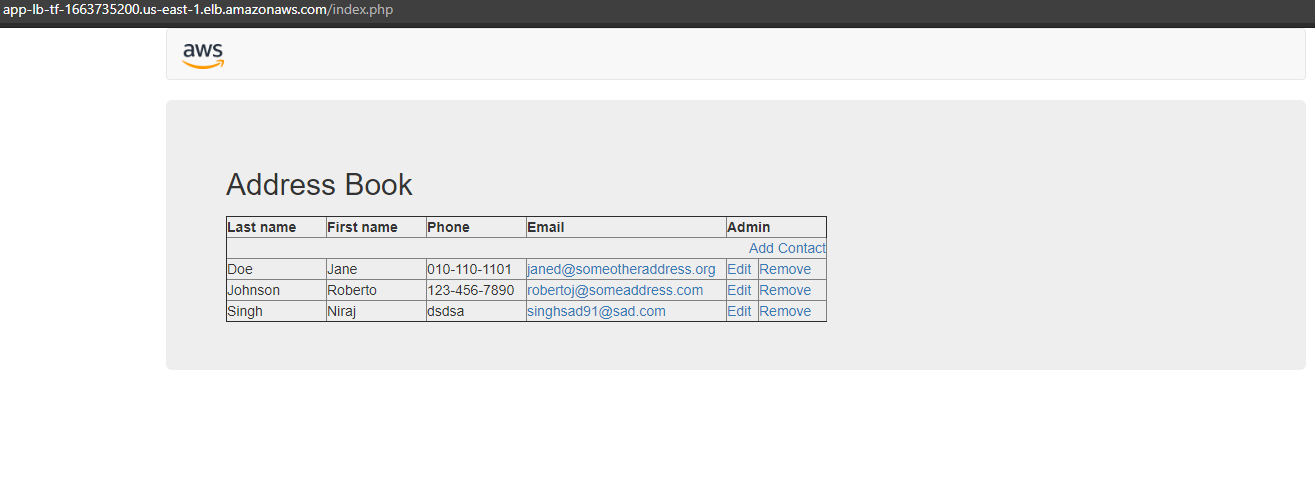 app-lb-tf-1663735200.us-east-1.elb.amazonaws.com/index.php
aws
Address Book
Last name First name Phone Email Admin
Add Contact
Doe Jane 010-110-1101 janed@someotheraddress.org Edit Remove
Johnson Roberto 123-456-7890 robertoj@someaddress.com Edit Remove
Singh Niraj dsdsa singhsad91@sad.com Edit Remove